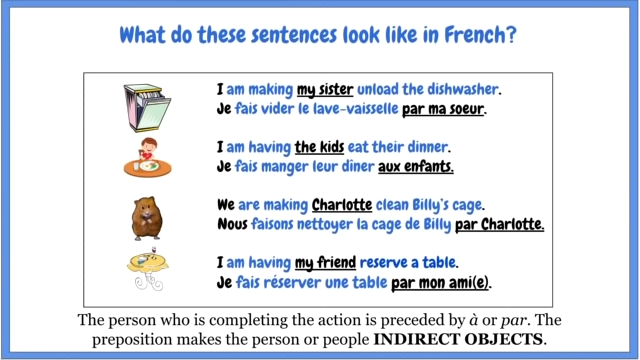 What do these sentences look like in French?
I am making my sister unload the dishwasher.
Je fais vider le lave-vaisselle par ma soeur.
I am having the kids eat their dinner.
Je fais manger leur dîner aux enfants.
We are making Charlotte clean Billy's cage.
Nous faisons nettoyer la cage de Billy par Charlotte.
I am having my friend reserve a table.
Je fais réserver une table par mon ami(e).
The person who is completing the action is preceded by à or par. The
preposition makes the person or people INDIRECT OBJECTS.